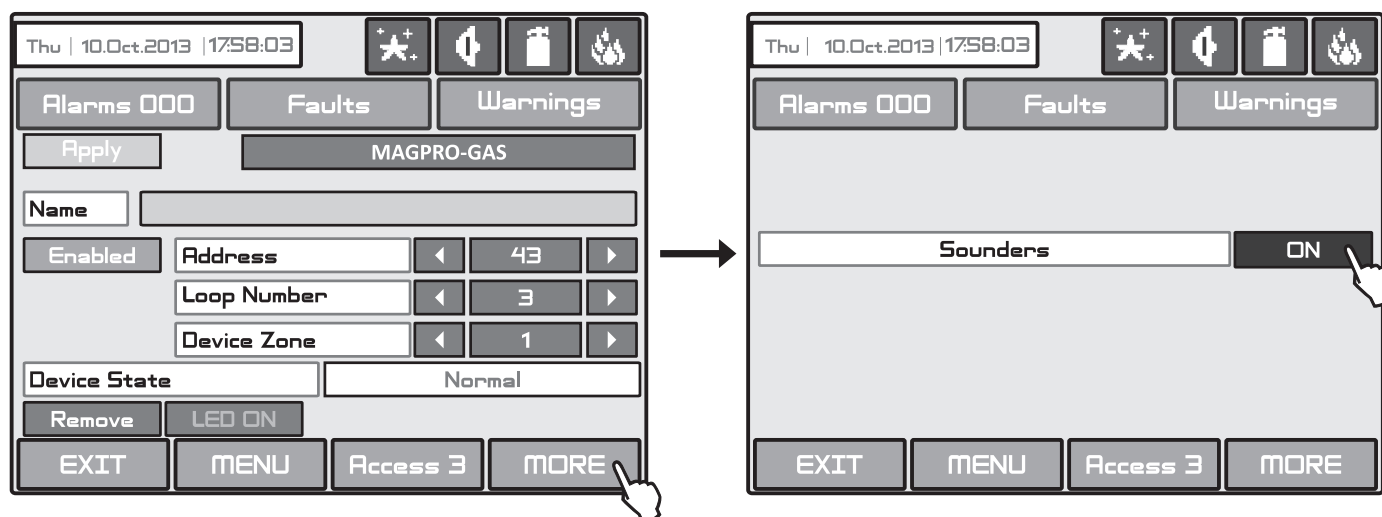 Thu | 10.Oct.2013 | 17:58:03
Alarms 000 Faults Warnings
Apply MAGPRO-GAS
Name
Enabled Address 43
Loop Number 3
Device Zone 1
Device State Normal
Remove LED ON
EXIT MENU Access 3 MORE
Thu | 10.Oct.2013 | 17:58:03
Alarms 000 Faults Warnings
Sounders ON
EXIT MENU Access 3 MORE